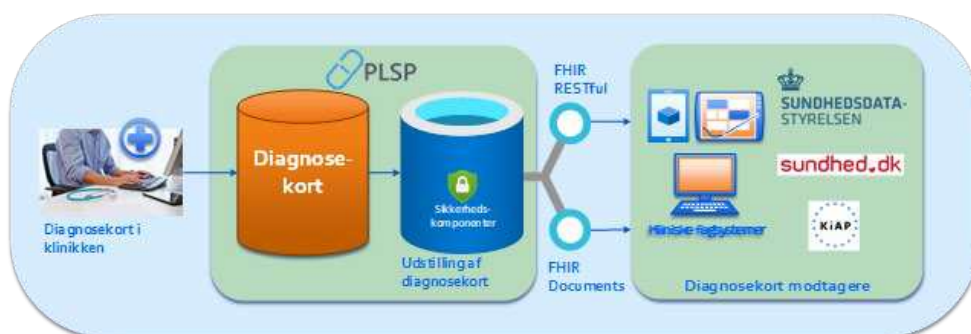 Diagnosekort i
klinikken
PLSP
Diagnose-
kort
Sikkerheds-
komponenter
Udstilling af
diagnosekort
FHIR
RESTful
FHIR
Documents
SUNDHEDSDATA-
STYRELSEN
sundhed.dk
Kliniske fagsystemer
KiAP
Diagnosekort modtagere